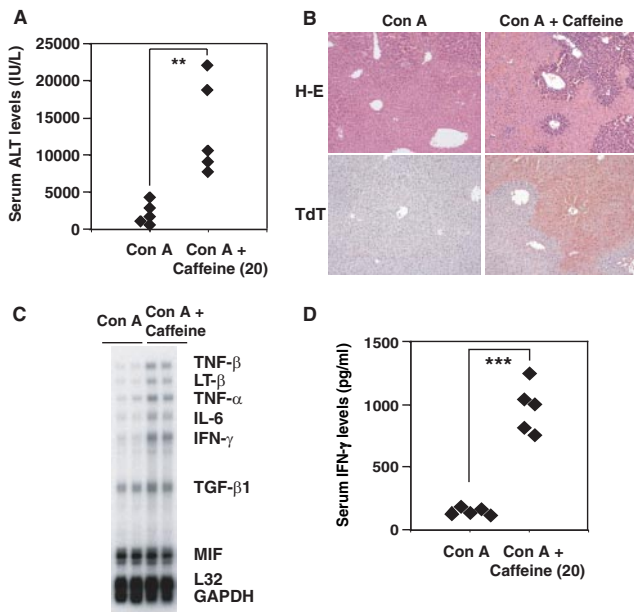 A
Serum ALT levels (IU/L)
25000
20000
15000
10000
5000
0
**
Con A
Con A +
Caffeine (20)
B
Con A
Con A + Caffeine
H-E
TdT
C
Con A
Con A +
Caffeine
TNF-β
LT-β
TNF-α
IL-6
IFN-γ
TGF-β1
MIF
L32
GAPDH
D
Serum IFN-γ levels (pg/ml)
1500
1000
500
0
***
Con A
Con A +
Caffeine (20)